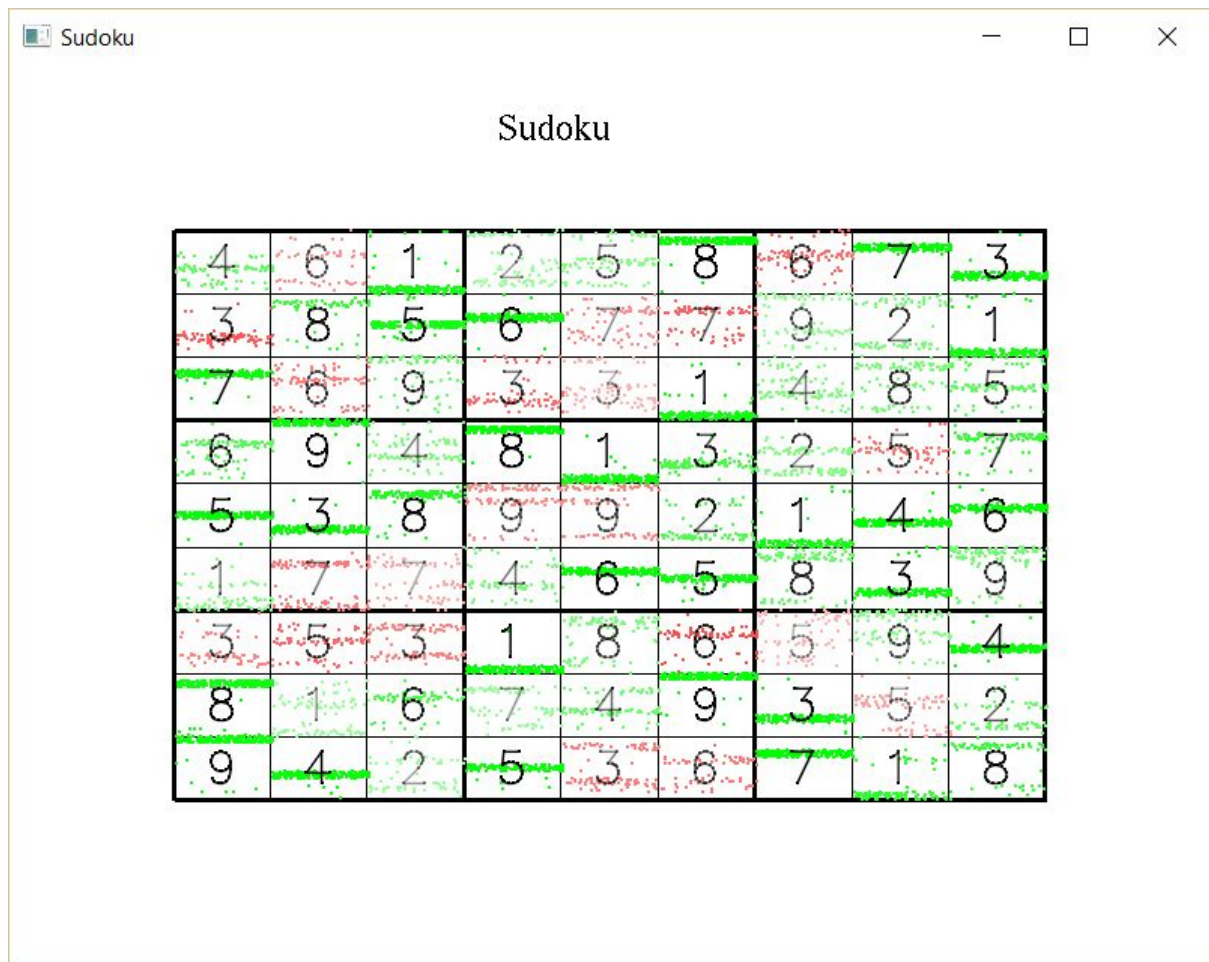 Sudoku
Sudoku
4 6 1 2 5 8 6 7 3
3 8 5 6 7 7 9 2 1
7 6 9 3 3 1 4 8 5
6 9 4 8 1 3 2 5 7
5 3 8 9 9 2 1 4 6
1 7 7 4 6 5 8 3 9
3 5 3 1 8 6 5 9 4
8 1 6 7 4 9 3 5 2
9 4 2 5 3 6 7 1 8